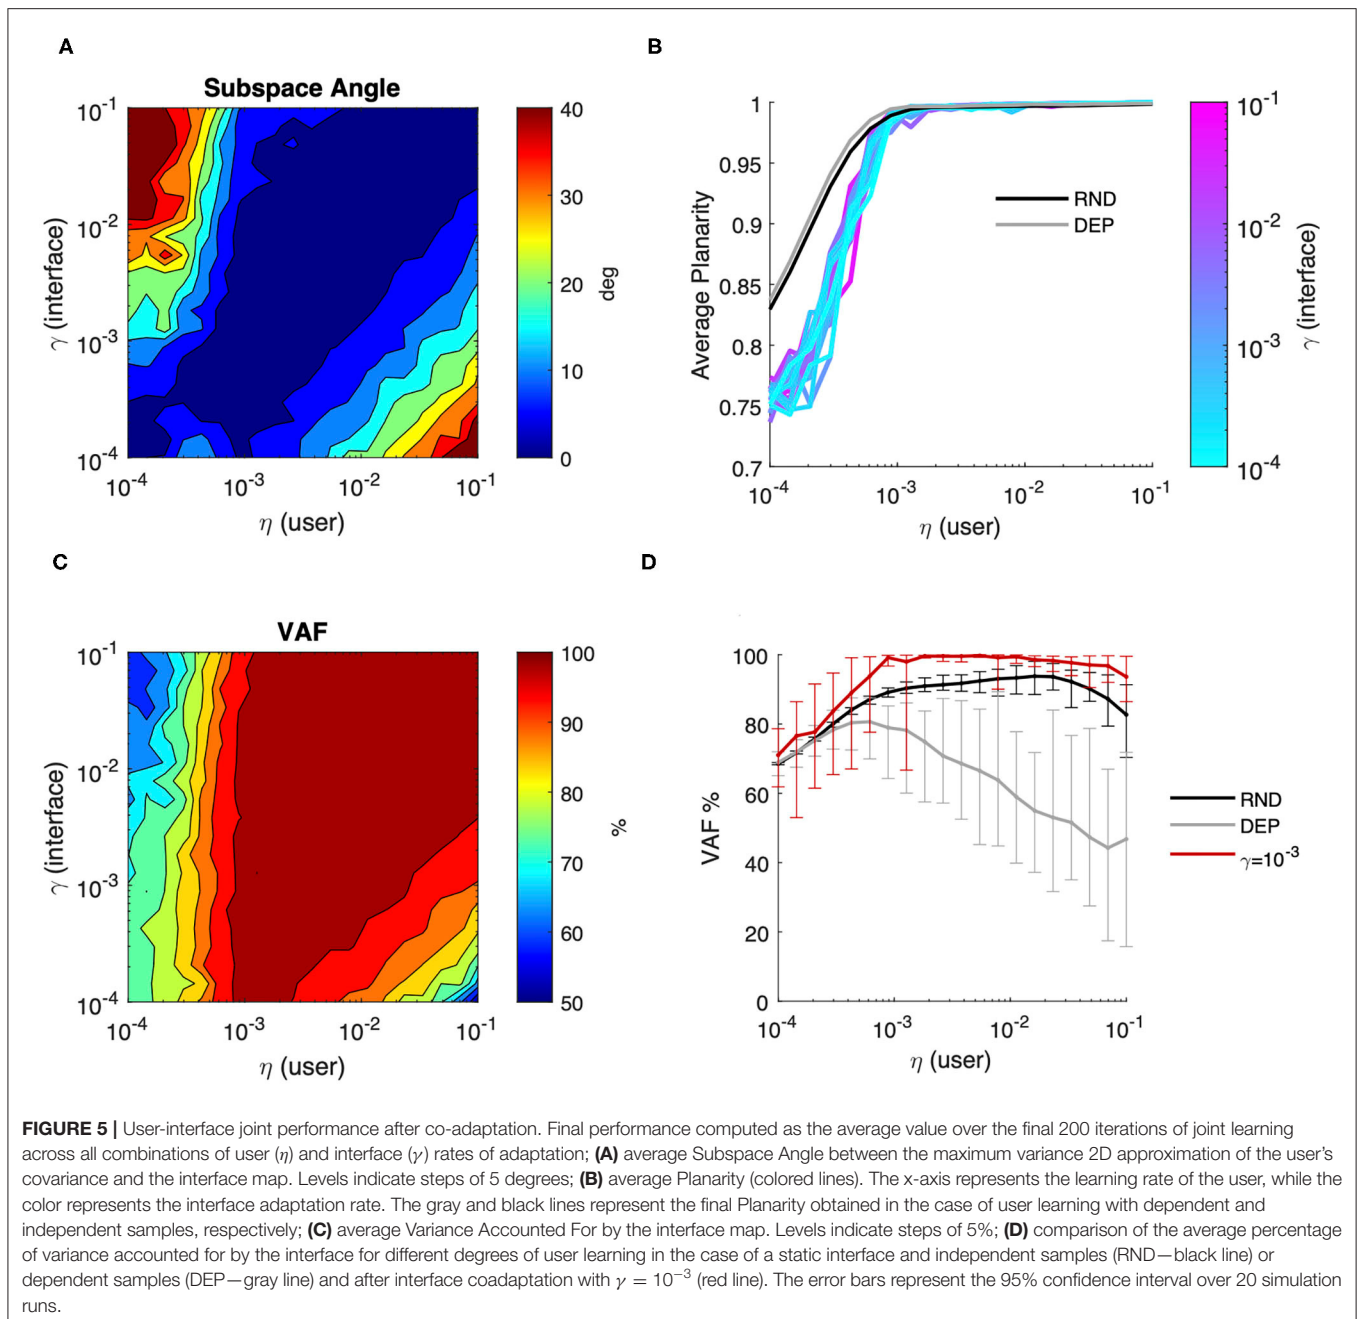 A
Subspace Angle
10⁻¹
10⁻²
10⁻³
10⁻⁴
γ (interface)
10⁻⁴ 10⁻³ 10⁻² 10⁻¹
η (user)
40
30
20
10
0
deg
B
1
0.95
0.9
0.85
0.8
0.75
0.7
Average Planarity
10⁻⁴ 10⁻³ 10⁻² 10⁻¹
η (user)
RND
DEP
10⁻¹
10⁻²
10⁻³
10⁻⁴
γ (interface)
C
VAF
10⁻¹
10⁻²
10⁻³
10⁻⁴
γ (interface)
10⁻⁴ 10⁻³ 10⁻² 10⁻¹
η (user)
100
90
80
70
60
50
%
D
100
80
60
40
20
0
VAF %
10⁻⁴ 10⁻³ 10⁻² 10⁻¹
η (user)
RND
DEP
γ=10⁻³
FIGURE 5 | User-interface joint performance after co-adaptation. Final performance computed as the average value over the final 200 iterations of joint learning
across all combinations of user (η) and interface (γ) rates of adaptation; (A) average Subspace Angle between the maximum variance 2D approximation of the user's
covariance and the interface map. Levels indicate steps of 5 degrees; (B) average Planarity (colored lines). The x-axis represents the learning rate of the user, while the
color represents the interface adaptation rate. The gray and black lines represent the final Planarity obtained in the case of user learning with dependent and
independent samples, respectively; (C) average Variance Accounted For by the interface map. Levels indicate steps of 5%; (D) comparison of the average percentage
of variance accounted for by the interface for different degrees of user learning in the case of a static interface and independent samples (RND—black line) or
dependent samples (DEP—gray line) and after interface coadaptation with γ = 10⁻³ (red line). The error bars represent the 95% confidence interval over 20 simulation
runs.